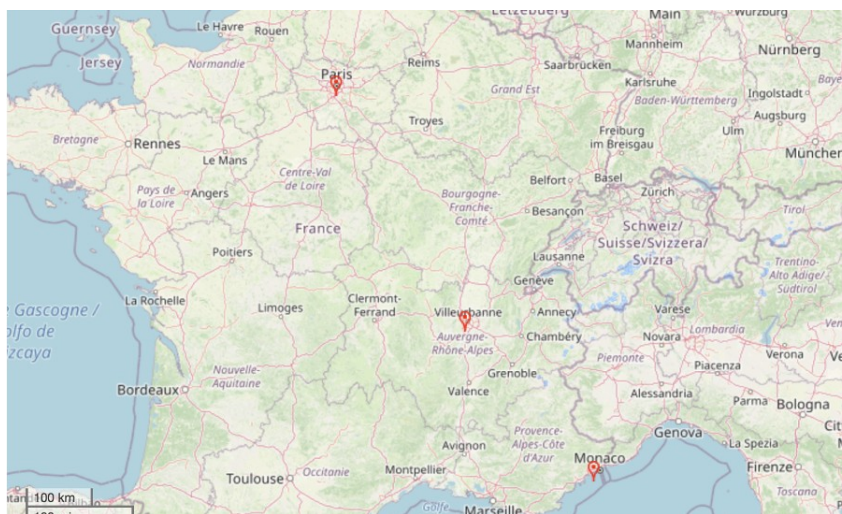 Guernsey
Le Havre
Rouen
Reims
Lëtzebuerg
Main
Würzburg
Nürnberg
Jersey
Normandie
Paris
Saarbrücken
Mannheim
Karlsruhe
Grand Est
Baden-Württemberg
Ingolstadt
Augsburg
Troyes
Bretagne
Rennes
Le Mans
Freiburg
im Breisgau
Ulm
München
Centre-Val
de Loire
Belfort
Basel
Zürich
Pays de
la Loire
Angers
Bourgogne-
Franche-
Comté
Besançon
Tirol
France
Schweiz/
Suisse/Svizzera/
Svizra
Poitiers
Lausanne
Trentino-
Alto Adige/
Südtirol
La Rochelle
Genève
Limoges
Clermont-
Ferrand
Villeurbanne
Annecy
Varese
Lombardia
Gascogne /
Auvergne-
Rhône-Alpes
Chambéry
Novara
Verona
Piemonte
Piacenza
Nouvelle-
Aquitaine
Grenoble
Bordeaux
Valence
Alessandria
Parma
Bologna
Provence-
Alpes-Côte
d'Azur
Genova
Avignon
Monaco
La Spezia
Toulouse
Occitanie
Montpellier
Firenze
Toscana
100 km
Golfe
Marseille